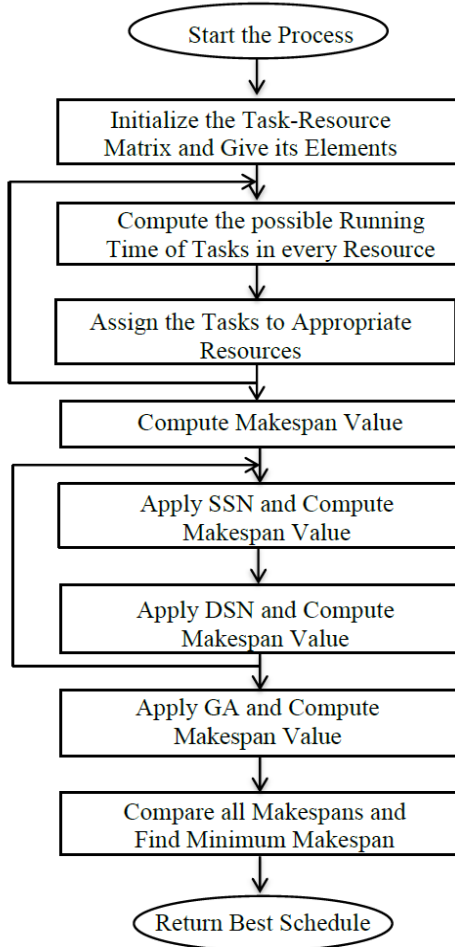 Start the Process
Initialize the Task-Resource
Matrix and Give its Elements
Compute the possible Running
Time of Tasks in every Resource
Assign the Tasks to Appropriate
Resources
Compute Makespan Value
Apply SSN and Compute
Makespan Value
Apply DSN and Compute
Makespan Value
Apply GA and Compute
Makespan Value
Compare all Makespans and
Find Minimum Makespan
Return Best Schedule